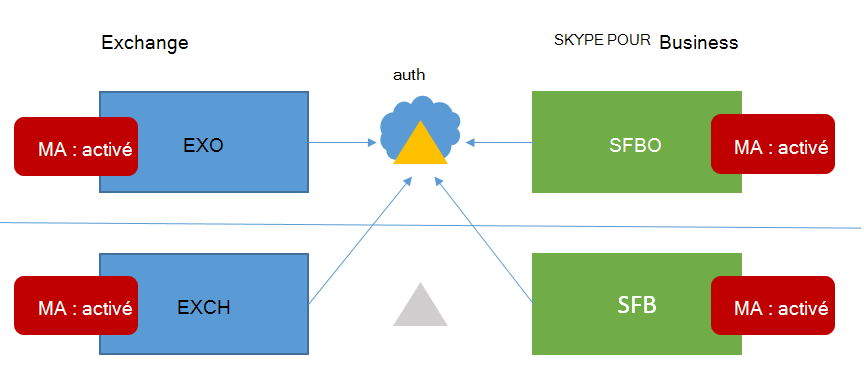 Exchange
SKYPE POUR Business
auth
MA : activé
EXO
SFBO
MA : activé
MA : activé
EXCH
SFB
MA : activé